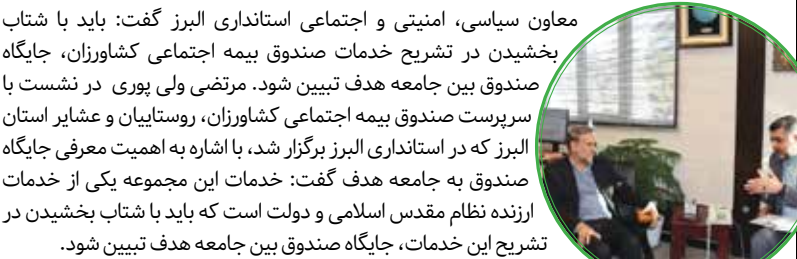 معاون سیاسی، امنیتی و اجتماعی استانداری البرز گفت: باید با شتاب
بخشیدن در تشریح خدمات صندوق بیمه اجتماعی کشاورزان، جایگاه
صندوق بین جامعه هدف تبیین شود. مرتضی ولی پوری در نشست با
سرپرست صندوق بیمه اجتماعی کشاورزان، روستاییان و عشایر استان
البرز که در استانداری البرز برگزار شد، با اشاره به اهمیت معرفی جایگاه
صندوق به جامعه هدف گفت: خدمات این مجموعه یکی از خدمات
ارزنده نظام مقدس اسلامی و دولت است که باید با شتاب بخشیدن در
تشریح این خدمات، جایگاه صندوق بین جامعه هدف تبیین شود.